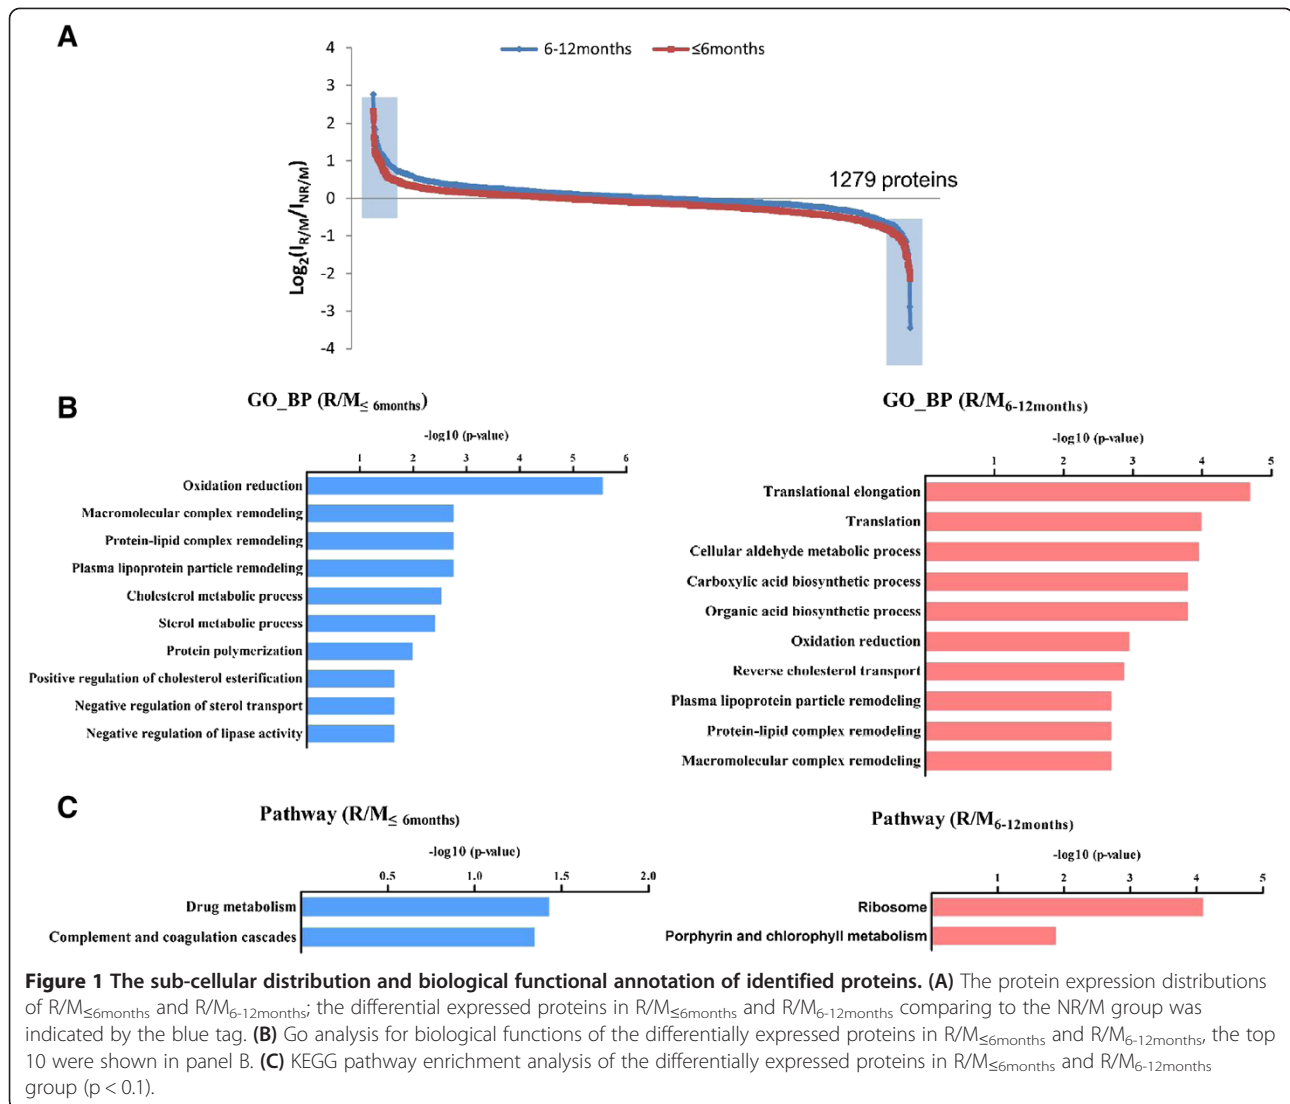 A
6-12months
≤6months
4
3
2
1
0
-1
-2
-3
-4
Log2(IR/M/INR/M)
1279 proteins
B
GO_BP (R/M≤ 6months)
-log10 (p-value)
1 2 3 4 5 6
Oxidation reduction
Macromolecular complex remodeling
Protein-lipid complex remodeling
Plasma lipoprotein particle remodeling
Cholesterol metabolic process
Sterol metabolic process
Protein polymerization
Positive regulation of cholesterol esterification
Negative regulation of sterol transport
Negative regulation of lipase activity
GO_BP (R/M6-12months)
-log10 (p-value)
1 2 3 4 5
Translational elongation
Translation
Cellular aldehyde metabolic process
Carboxylic acid biosynthetic process
Organic acid biosynthetic process
Oxidation reduction
Reverse cholesterol transport
Plasma lipoprotein particle remodeling
Protein-lipid complex remodeling
Macromolecular complex remodeling
C
Pathway (R/M≤ 6months)
-log10 (p-value)
0.5 1.0 1.5 2.0
Drug metabolism
Complement and coagulation cascades
Pathway (R/M6-12months)
-log10 (p-value)
1 2 3 4 5
Ribosome
Porphyrin and chlorophyll metabolism
Figure 1 The sub-cellular distribution and biological functional annotation of identified proteins. (A) The protein expression distributions
of R/M≤6months and R/M6-12months; the differential expressed proteins in R/M≤6months and R/M6-12months comparing to the NR/M group was
indicated by the blue tag. (B) Go analysis for biological functions of the differentially expressed proteins in R/M≤6months and R/M6-12months, the top
10 were shown in panel B. (C) KEGG pathway enrichment analysis of the differentially expressed proteins in R/M≤6months and R/M6-12months
group (p < 0.1).